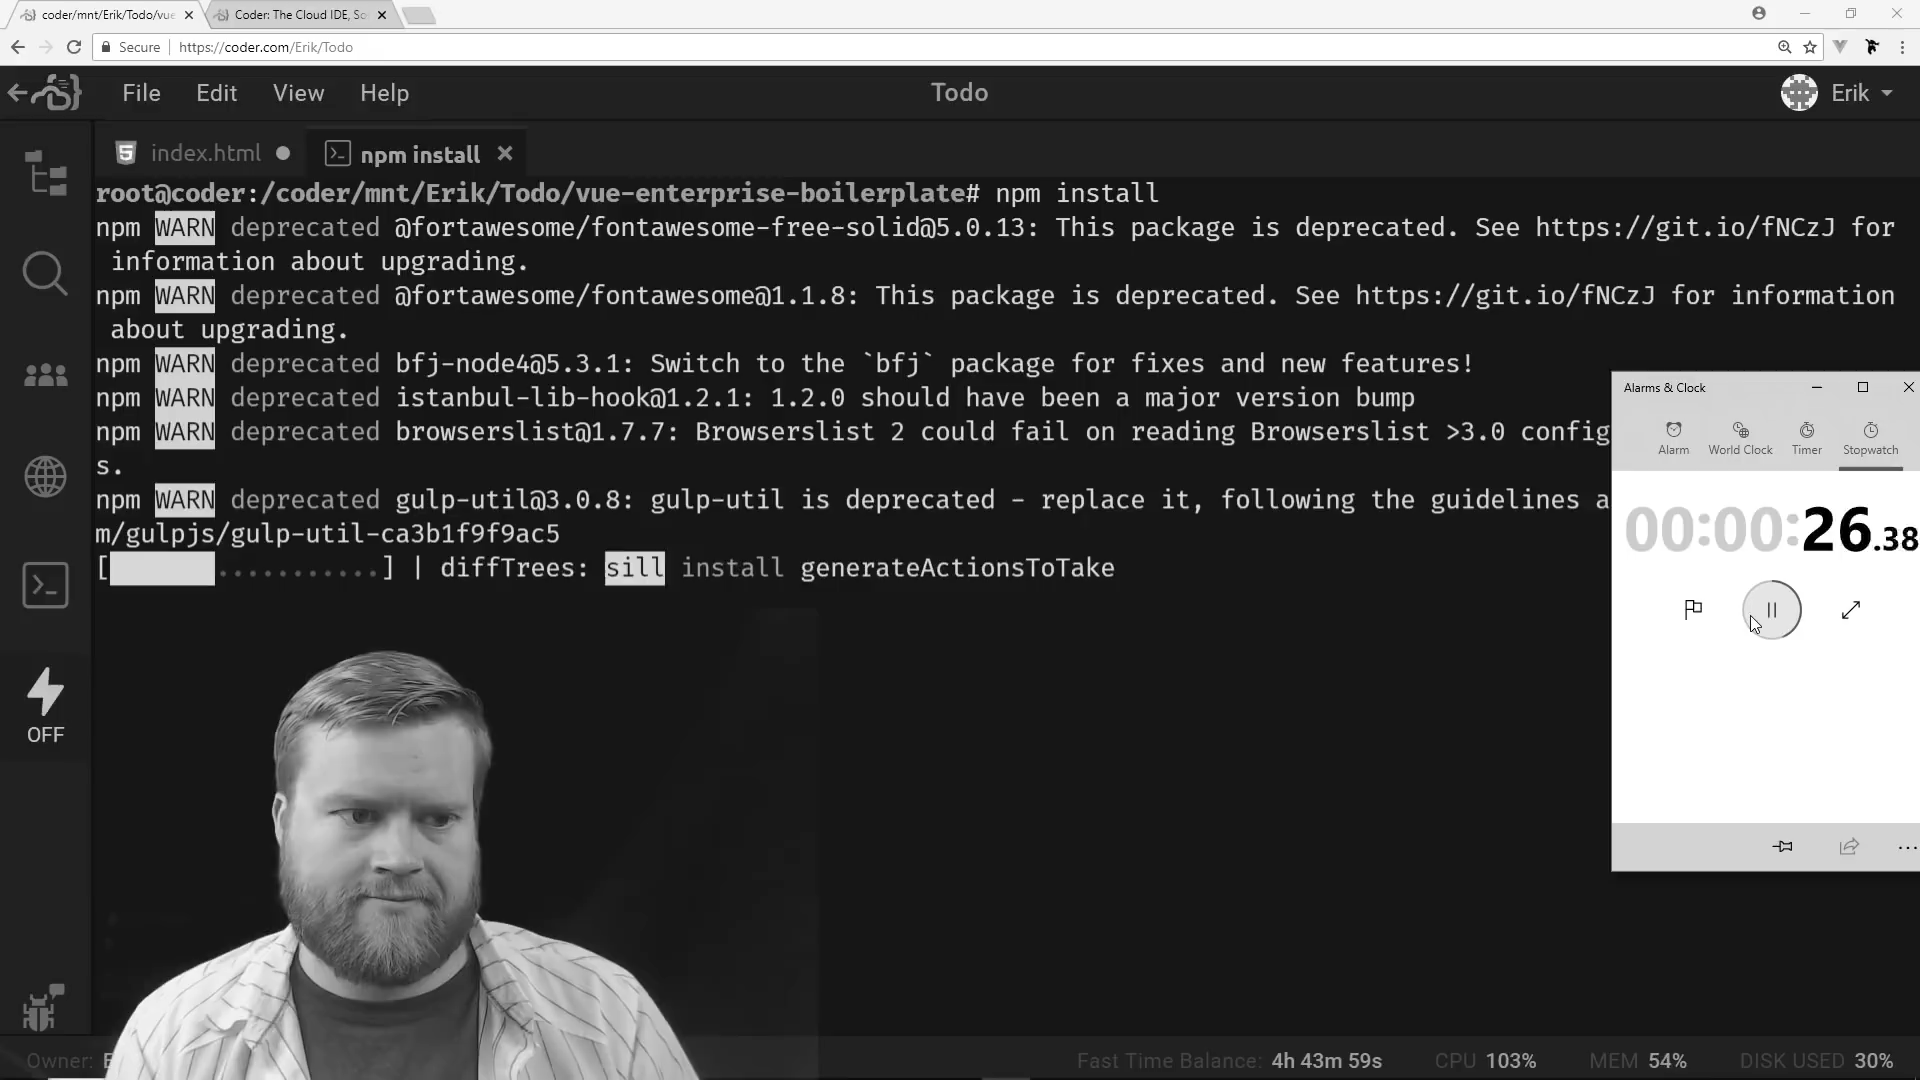 coder/mnt/Erik/Todo/vue
Coder: The Cloud IDE, So
Secure
https://coder.com/Erik/Todo
File Edit View Help
Todo
Erik
index.html
npm install
root@coder:/coder/mnt/Erik/Todo/vue-enterprise-boilerplate# npm install
npm WARN deprecated @fortawesome/fontawesome-free-solid@5.0.13: This package is deprecated. See https://git.io/fNCzJ for
information about upgrading.
npm WARN deprecated @fortawesome/fontawesome@1.1.8: This package is deprecated. See https://git.io/fNCzJ for information
about upgrading.
npm WARN deprecated bfj-node4@5.3.1: Switch to the `bfj` package for fixes and new features!
npm WARN deprecated istanbul-lib-hook@1.2.1: 1.2.0 should have been a major version bump
npm WARN deprecated browserslist@1.7.7: Browserslist 2 could fail on reading Browserslist >3.0 config
s.
npm WARN deprecated gulp-util@3.0.8: gulp-util is deprecated - replace it, following the guidelines a
m/gulpjs/gulp-util-ca3b1f9f9ac5
[ ...........] | diffTrees: sill install generateActionsToTake
Alarms & Clock
Alarm
World Clock
Timer
Stopwatch
00:00:26.38
OFF
Owner:
Fast Time Balance: 4h 43m 59s
CPU 103%
MEM 54%
DISK USED 30%